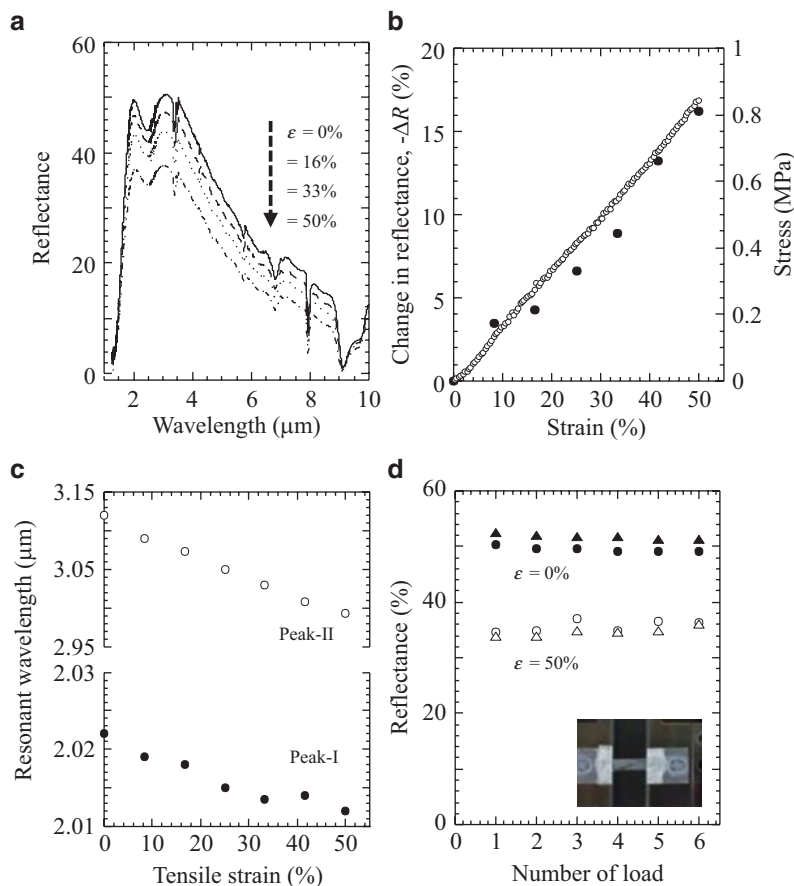 a
60
40
20
0
Reflectance
2
4
6
8
10
Wavelength (μm)
ε = 0%
= 16%
= 33%
= 50%
b
20
15
10
5
0
Change in reflectance, -ΔR (%)
1
0.8
0.6
0.4
0.2
0
Stress (MPa)
0
10
20
30
40
50
Strain (%)
c
3.15
3.05
2.95
2.03
2.02
2.01
Resonant wavelength (μm)
Peak-II
Peak-I
0
10
20
30
40
50
Tensile strain (%)
d
60
40
20
0
Reflectance (%)
ε = 0%
ε = 50%
0
1
2
3
4
5
6
Number of load